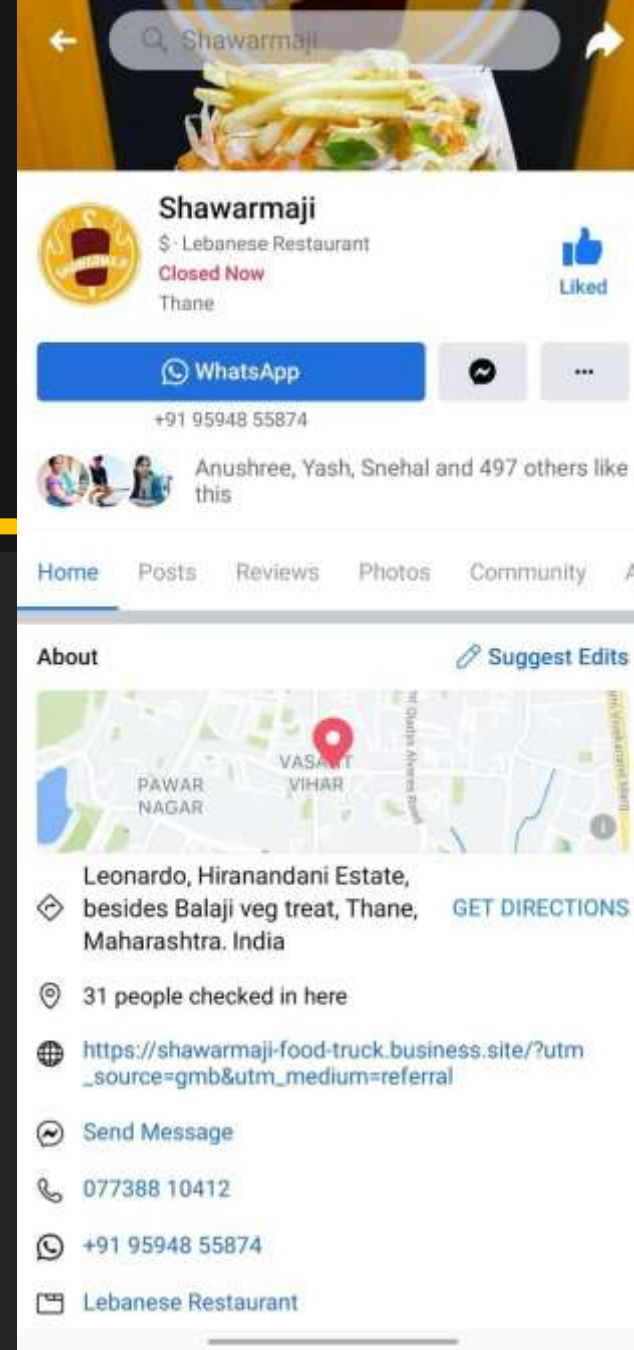 Shawarmaji
Shawarmaji
$ · Lebanese Restaurant
Closed Now
Thane
Liked
WhatsApp
+91 95948 55874
Anushree, Yash, Snehal and 497 others like
this
Home Posts Reviews Photos Community A
About
Suggest Edits
VASANT
VIHAR
PAWAR
NAGAR
Leonardo, Hiranandani Estate,
besides Balaji veg treat, Thane,
Maharashtra. India
GET DIRECTIONS
31 people checked in here
https://shawarmaji-food-truck.business.site/?utm
_source=gmb&utm_medium=referral
Send Message
077388 10412
+91 95948 55874
Lebanese Restaurant